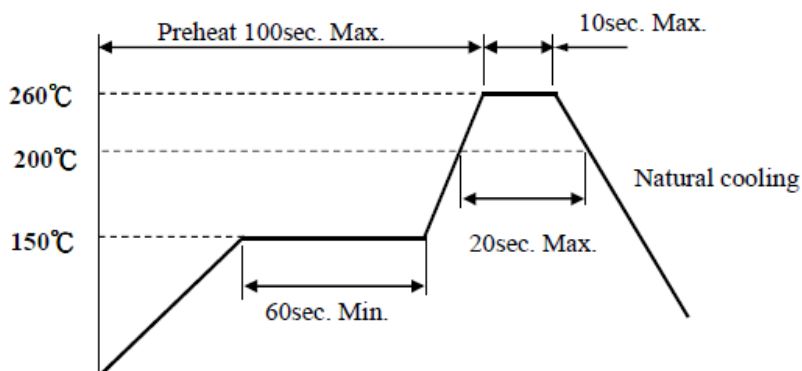 Preheat 100sec. Max.
10sec. Max.
260℃
200℃
Natural cooling
150℃
20sec. Max.
60sec. Min.